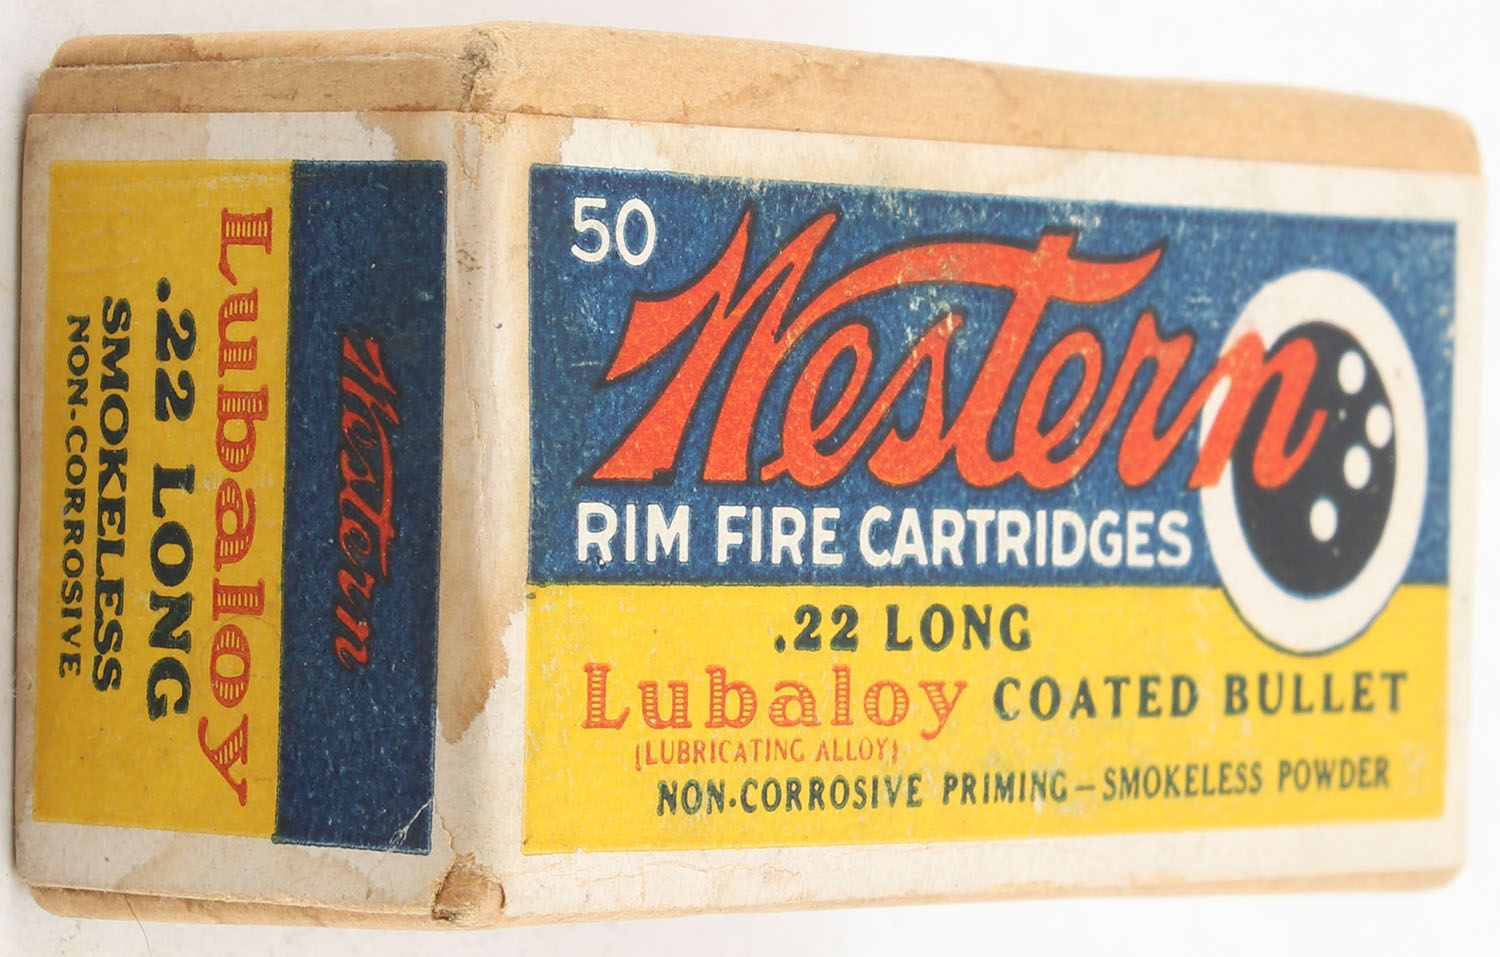 50
Western
RIM FIRE CARTRIDGES
.22 LONG
Lubaloy COATED BULLET
(LUBRICATING ALLOY)
NON-CORROSIVE PRIMING—SMOKELESS POWDER
Western
Lubaloy
.22 LONG
SMOKELESS
NON-CORROSIVE